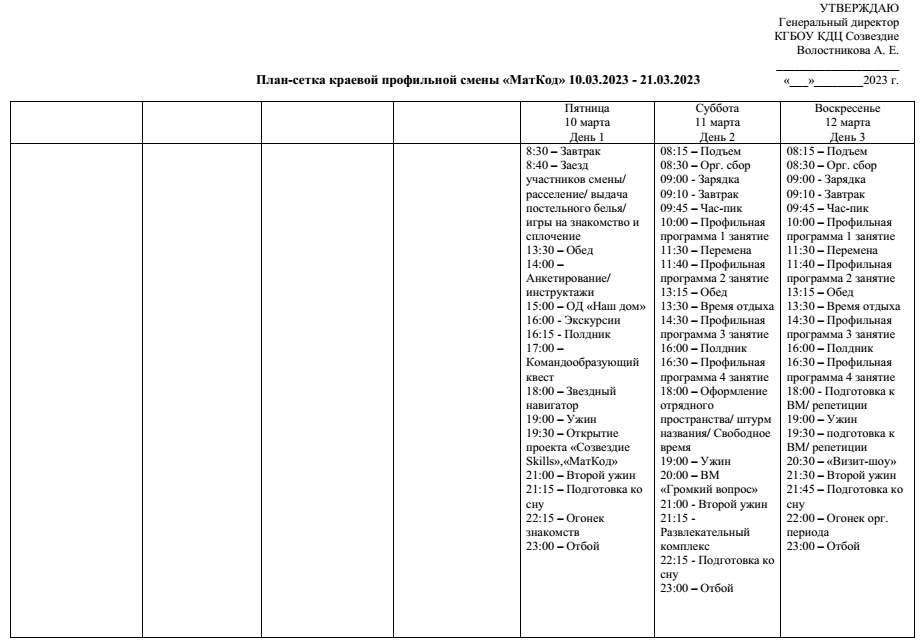 УТВЕРЖДАЮ
Генеральный директор
КГБОУ КДЦ Созвездие
Волостникова А. Е.
____________________
План-сетка краевой профильной смены «МатКод» 10.03.2023 - 21.03.2023
«___»________2023 г.
Пятница
10 марта
День 1
8:30 – Завтрак
8:40 – Заезд
участников смены/
расселение/ выдача
постельного белья/
игры на знакомство и
сплочение
13:30 – Обед
14:00 –
Анкетирование/
инструктажи
15:00 – ОД «Наш дом»
16:00 - Экскурсии
16:15 - Полдник
17:00 –
Командообразующий
квест
18:00 – Звездный
навигатор
19:00 – Ужин
19:30 – Открытие
проекта «Созвездие
Skills»,«МатКод»
21:00 – Второй ужин
21:15 – Подготовка ко
сну
22:15 – Огонек
знакомств
23:00 – Отбой
Суббота
11 марта
День 2
08:15 – Подъем
08:30 – Орг. сбор
09:00 - Зарядка
09:10 - Завтрак
09:45 – Час-пик
10:00 – Профильная
программа 1 занятие
11:30 – Перемена
11:40 – Профильная
программа 2 занятие
13:15 – Обед
13:30 – Время отдыха
14:30 – Профильная
программа 3 занятие
16:00 – Полдник
16:30 – Профильная
программа 4 занятие
18:00 – Оформление
отрядного
пространства/ штурм
названия/ Свободное
время
19:00 – Ужин
20:00 – ВМ
«Громкий вопрос»
21:00 - Второй ужин
21:15 -
Развлекательный
комплекс
22:15 - Подготовка ко
сну
23:00 – Отбой
Воскресенье
12 марта
День 3
08:15 – Подъем
08:30 – Орг. сбор
09:00 - Зарядка
09:10 - Завтрак
09:45 – Час-пик
10:00 – Профильная
программа 1 занятие
11:30 – Перемена
11:40 – Профильная
программа 2 занятие
13:15 – Обед
13:30 – Время отдыха
14:30 – Профильная
программа 3 занятие
16:00 – Полдник
16:30 – Профильная
программа 4 занятие
18:00 - Подготовка к
ВМ/ репетиции
19:00 – Ужин
19:30 – подготовка к
ВМ/ репетиции
20:30 – «Визит-шоу»
21:30 – Второй ужин
21:45 – Подготовка ко
сну
22:00 – Огонек орг.
периода
23:00 – Отбой